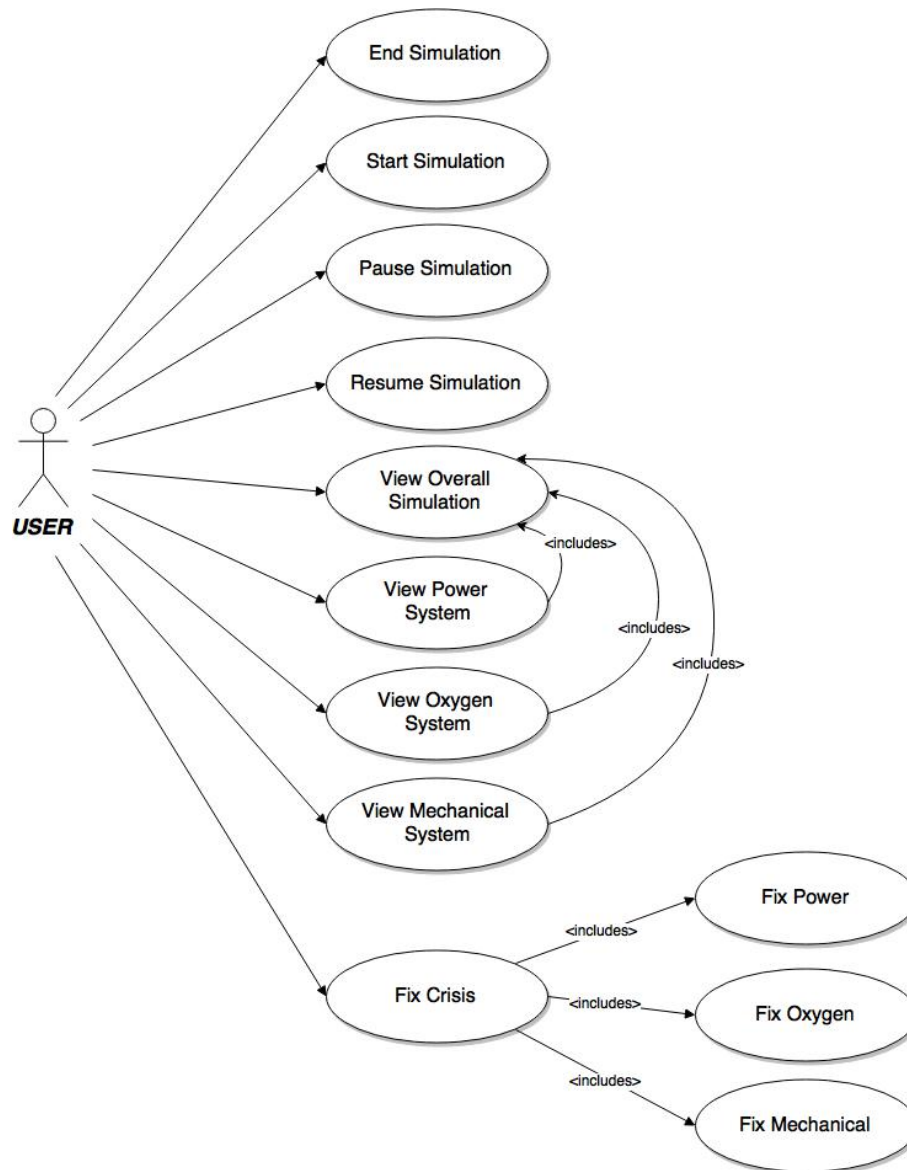 End Simulation
Start Simulation
Pause Simulation
Resume Simulation
View Overall
Simulation
USER
<includes>
View Power
System
<includes>
<includes>
View Oxygen
System
View Mechanical
System
Fix Power
<includes>
Fix Crisis
<includes>
Fix Oxygen
<includes>
Fix Mechanical